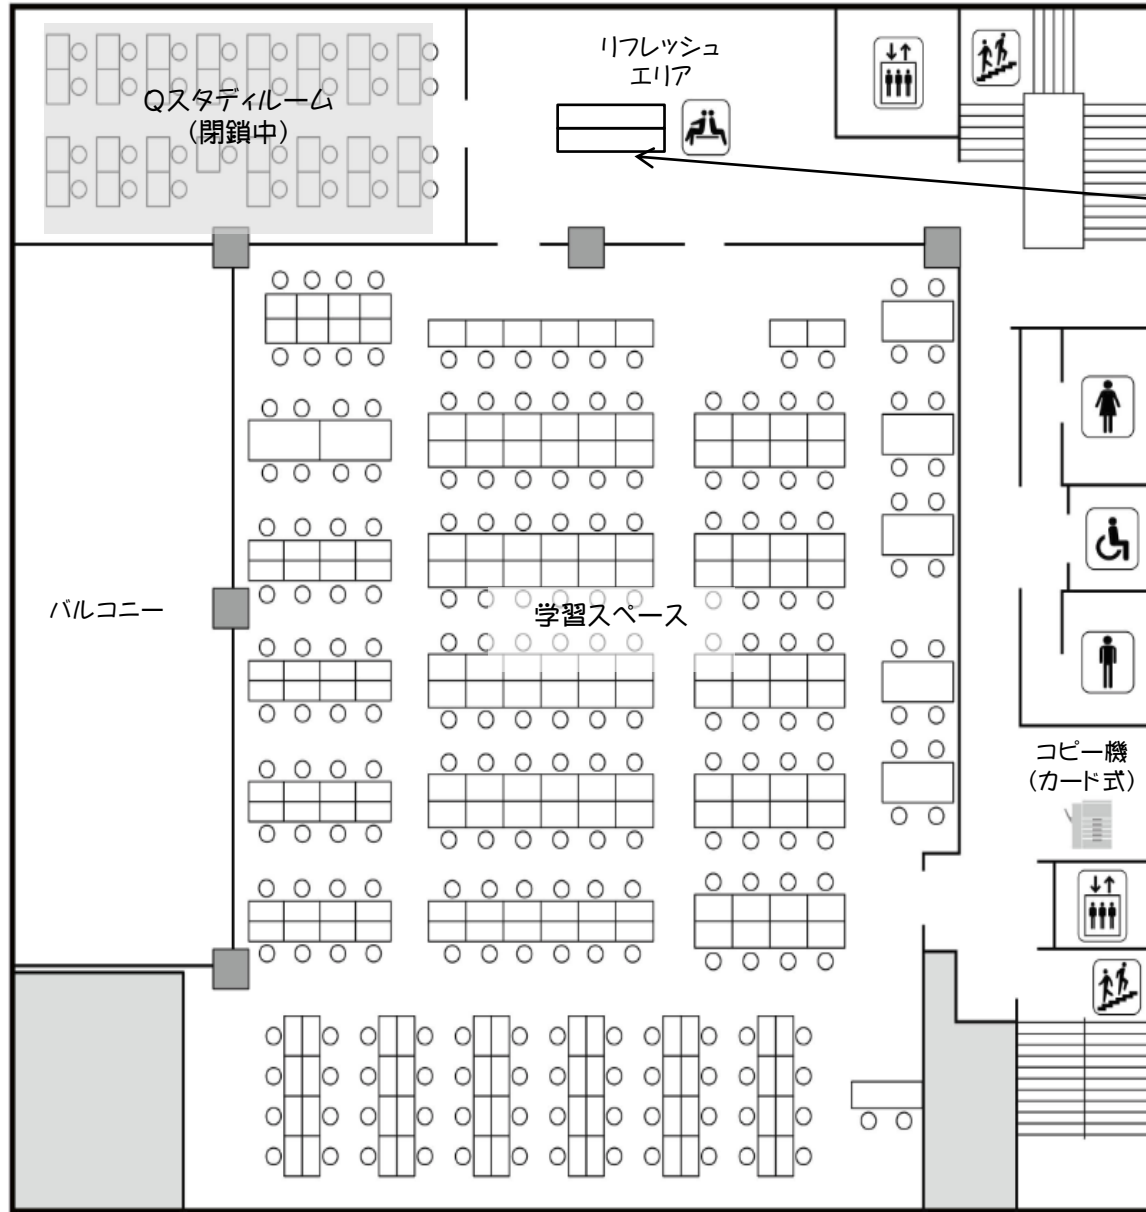 Qスタディルーム
(閉鎖中)
リフレッシュ
エリア
バルコニー
学習スペース
コピー機
(カード式)